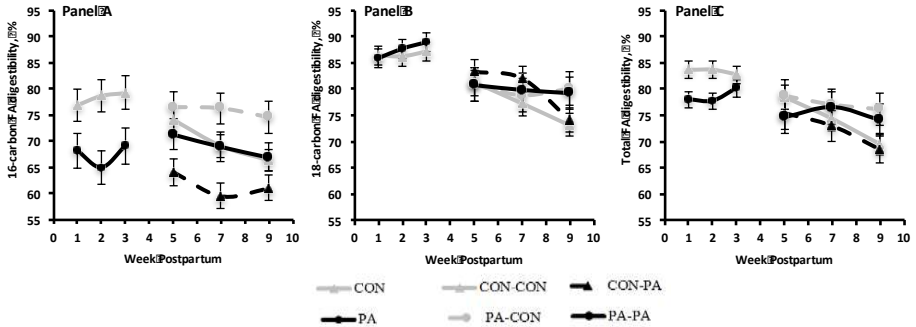 Panel A
16-carbon FA digestibility, %
95
90
85
80
75
70
65
60
55
0 1 2 3 4 5 6 7 8 9 10
Week Postpartum
Panel B
18-carbon FA digestibility, %
95
90
85
80
75
70
65
60
55
0 1 2 3 4 5 6 7 8 9 10
Week Postpartum
Panel C
Total FA digestibility, %
95
90
85
80
75
70
65
60
55
0 1 2 3 4 5 6 7 8 9 10
Week Postpartum
CON CON-CON CON-PA
PA PA-CON PA-PA